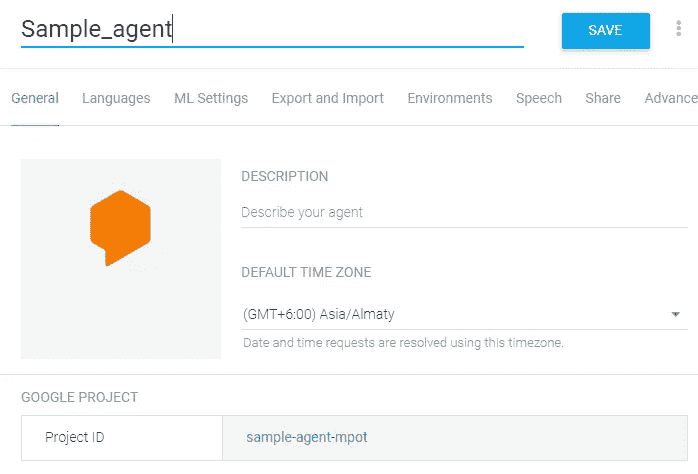 Sample_agent
SAVE
General Languages ML Settings Export and Import Environments Speech Share Advance
DESCRIPTION
Describe your agent
DEFAULT TIME ZONE
(GMT+6:00) Asia/Almaty
Date and time requests are resolved using this timezone.
GOOGLE PROJECT
Project ID sample-agent-mpot